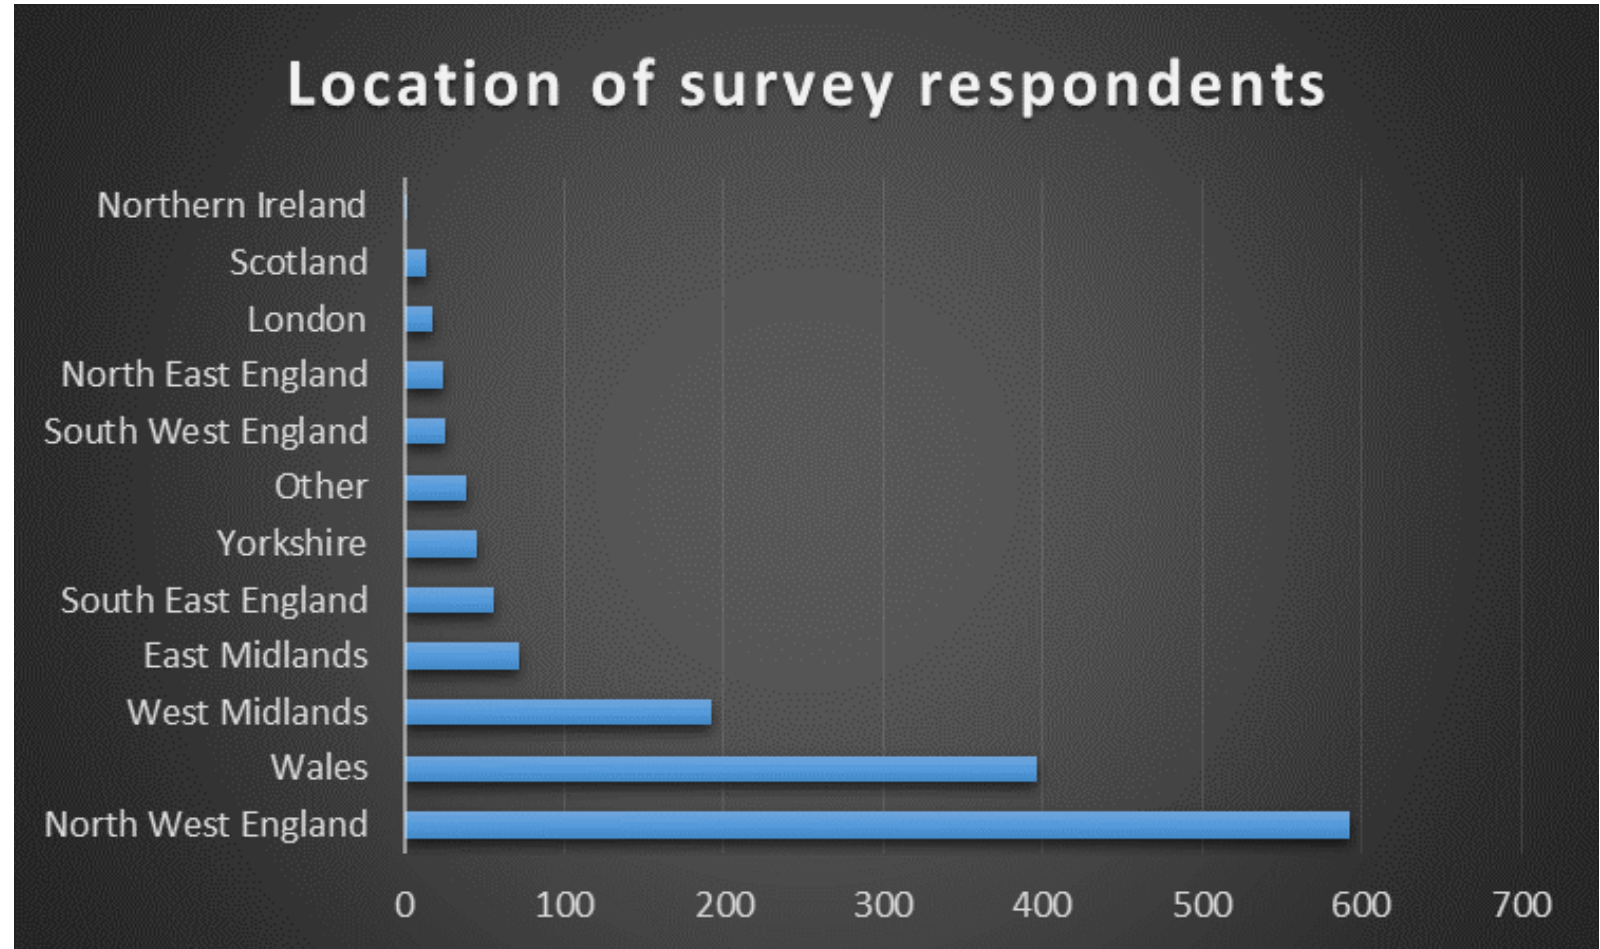 Location of survey respondents
Northern Ireland
Scotland
London
North East England
South West England
Other
Yorkshire
South East England
East Midlands
West Midlands
Wales
North West England
0 100 200 300 400 500 600 700